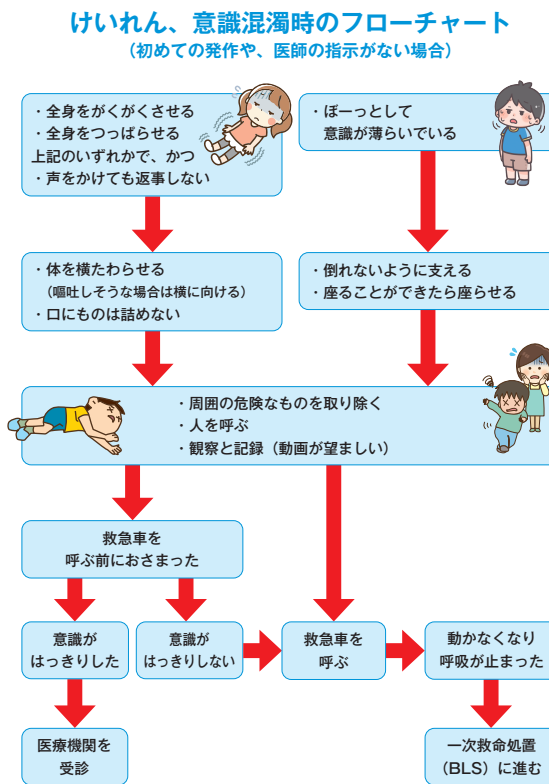 けいれん、意識混濁時のフローチャート
（初めての発作や、医師の指示がない場合）
・全身をがくがくさせる
・全身をつっぱらせる
上記のいずれかで、かつ
・声をかけても返事しない
・ぼーっとして
意識が薄らいでいる
・体を横たわらせる
（嘔吐しそうな場合は横に向ける）
・口にものは詰めない
・倒れないように支える
・座ることができたら座らせる
・周囲の危険なものを取り除く
・人を呼ぶ
・観察と記録（動画が望ましい）
救急車を
呼ぶ前におさまった
意識が
はっきりした
意識が
はっきりしない
救急車を
呼ぶ
動かなくなり
呼吸が止まった
医療機関を
受診
一次救命処置
（BLS）に進む